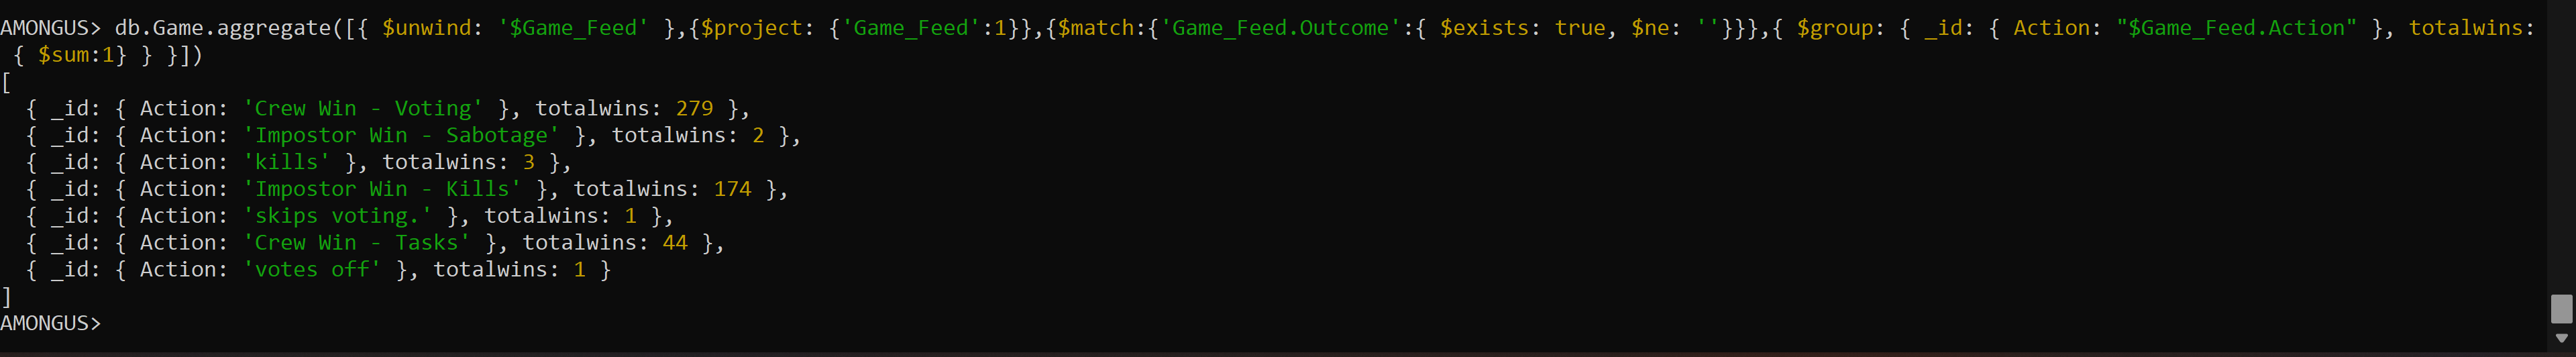 AMONGUS> db.Game.aggregate([{ $unwind: '$Game_Feed' },{$project: {'Game_Feed':1}},{$match:{'Game_Feed.Outcome':{ $exists: true, $ne: ''}}},{ $group: { _id: { Action: "$Game_Feed.Action" }, totalwins:
 { $sum:1} } }])
[
  { _id: { Action: 'Crew Win - Voting' }, totalwins: 279 },
  { _id: { Action: 'Impostor Win - Sabotage' }, totalwins: 2 },
  { _id: { Action: 'kills' }, totalwins: 3 },
  { _id: { Action: 'Impostor Win - Kills' }, totalwins: 174 },
  { _id: { Action: 'skips voting.' }, totalwins: 1 },
  { _id: { Action: 'Crew Win - Tasks' }, totalwins: 44 },
  { _id: { Action: 'votes off' }, totalwins: 1 }
]
AMONGUS>